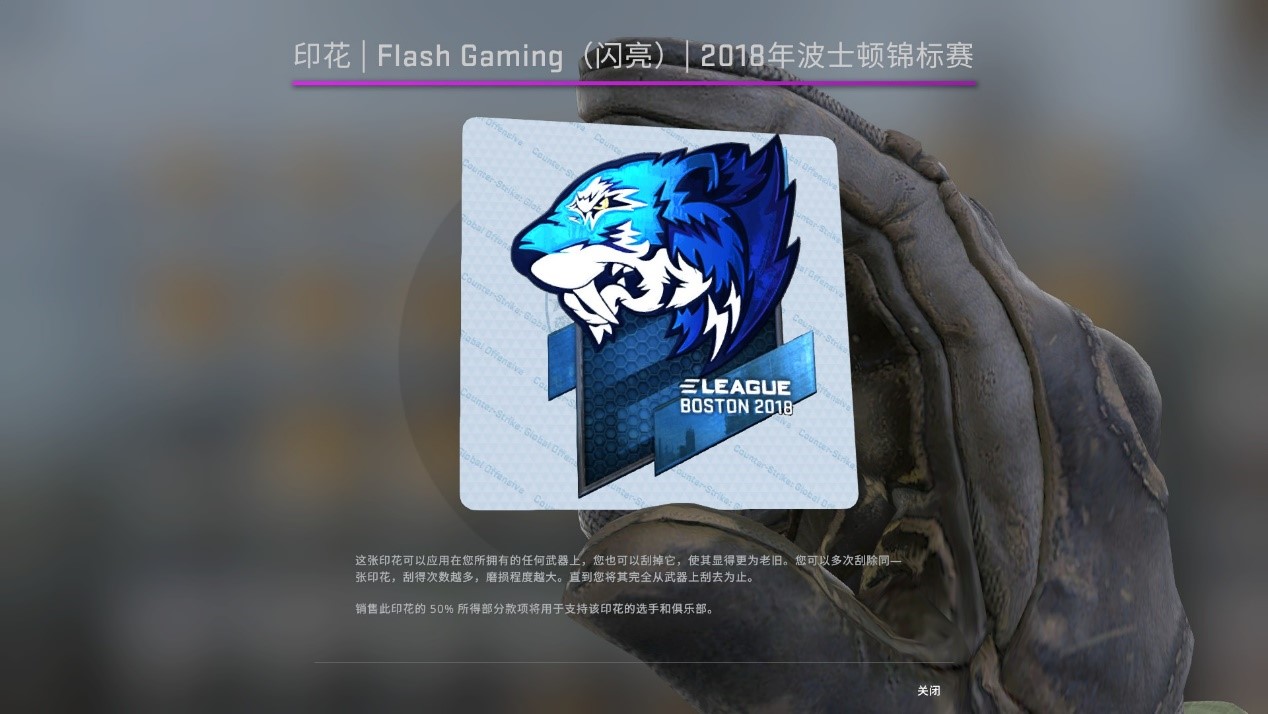 印花 | Flash Gaming（闪亮）| 2018年波士顿锦标赛
ELEAGUE
BOSTON 2018
这张印花可以应用在您所拥有的任何武器上，您也可以刮掉它，使其显得更为老旧。您可以多次刮除同一
张印花，刮得次数越多，磨损程度越大。直到您将其完全从武器上刮去为止。
销售此印花的 50% 所得部分款项将用于支持该印花的选手和俱乐部。
关闭